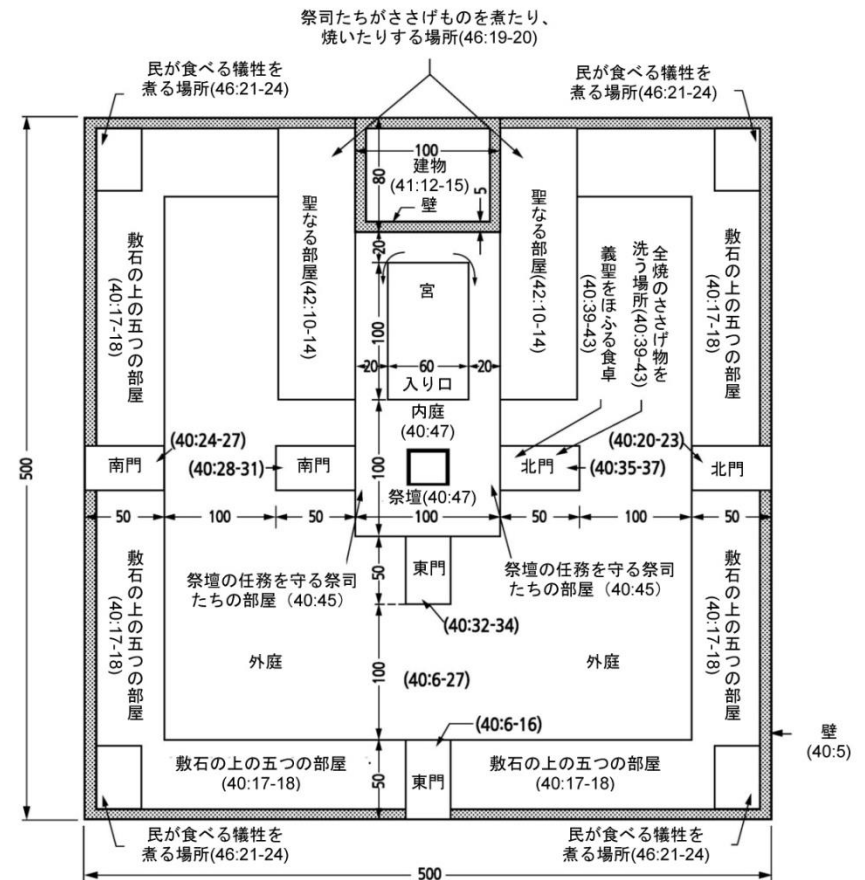 祭司たちがささげものを煮たり、
焼いたりする場所(46:19-20)
民が食べる犠牲を
煮る場所(46:21-24)
民が食べる犠牲を
煮る場所(46:21-24)
100
建物
(41:12-15)
壁
80
5
20
聖なる部屋(42:10-14)
聖なる部屋(42:10-14)
宮
100
20
60
20
入り口
敷石の上の五つの部屋
(40:17-18)
義聖をほふる食卓
(40:39-43)
全焼のささげ物を
洗う場所(40:39-43)
敷石の上の五つの部屋
(40:17-18)
内庭
(40:47)
100
祭壇(40:47)
南門
(40:24-27)
(40:28-31)
南門
北門
(40:35-37)
(40:20-23)
北門
500
50
100
50
100
50
100
50
敷石の上の五つの部屋
(40:17-18)
祭壇の任務を守る祭司
たちの部屋（40:45）
50
東門
(40:32-34)
祭壇の任務を守る祭司
たちの部屋（40:45）
敷石の上の五つの部屋
(40:17-18)
外庭
100
(40:6-27)
外庭
(40:6-16)
壁
(40:5)
敷石の上の五つの部屋
(40:17-18)
50
東門
敷石の上の五つの部屋
(40:17-18)
民が食べる犠牲を
煮る場所(46:21-24)
民が食べる犠牲を
煮る場所(46:21-24)
500